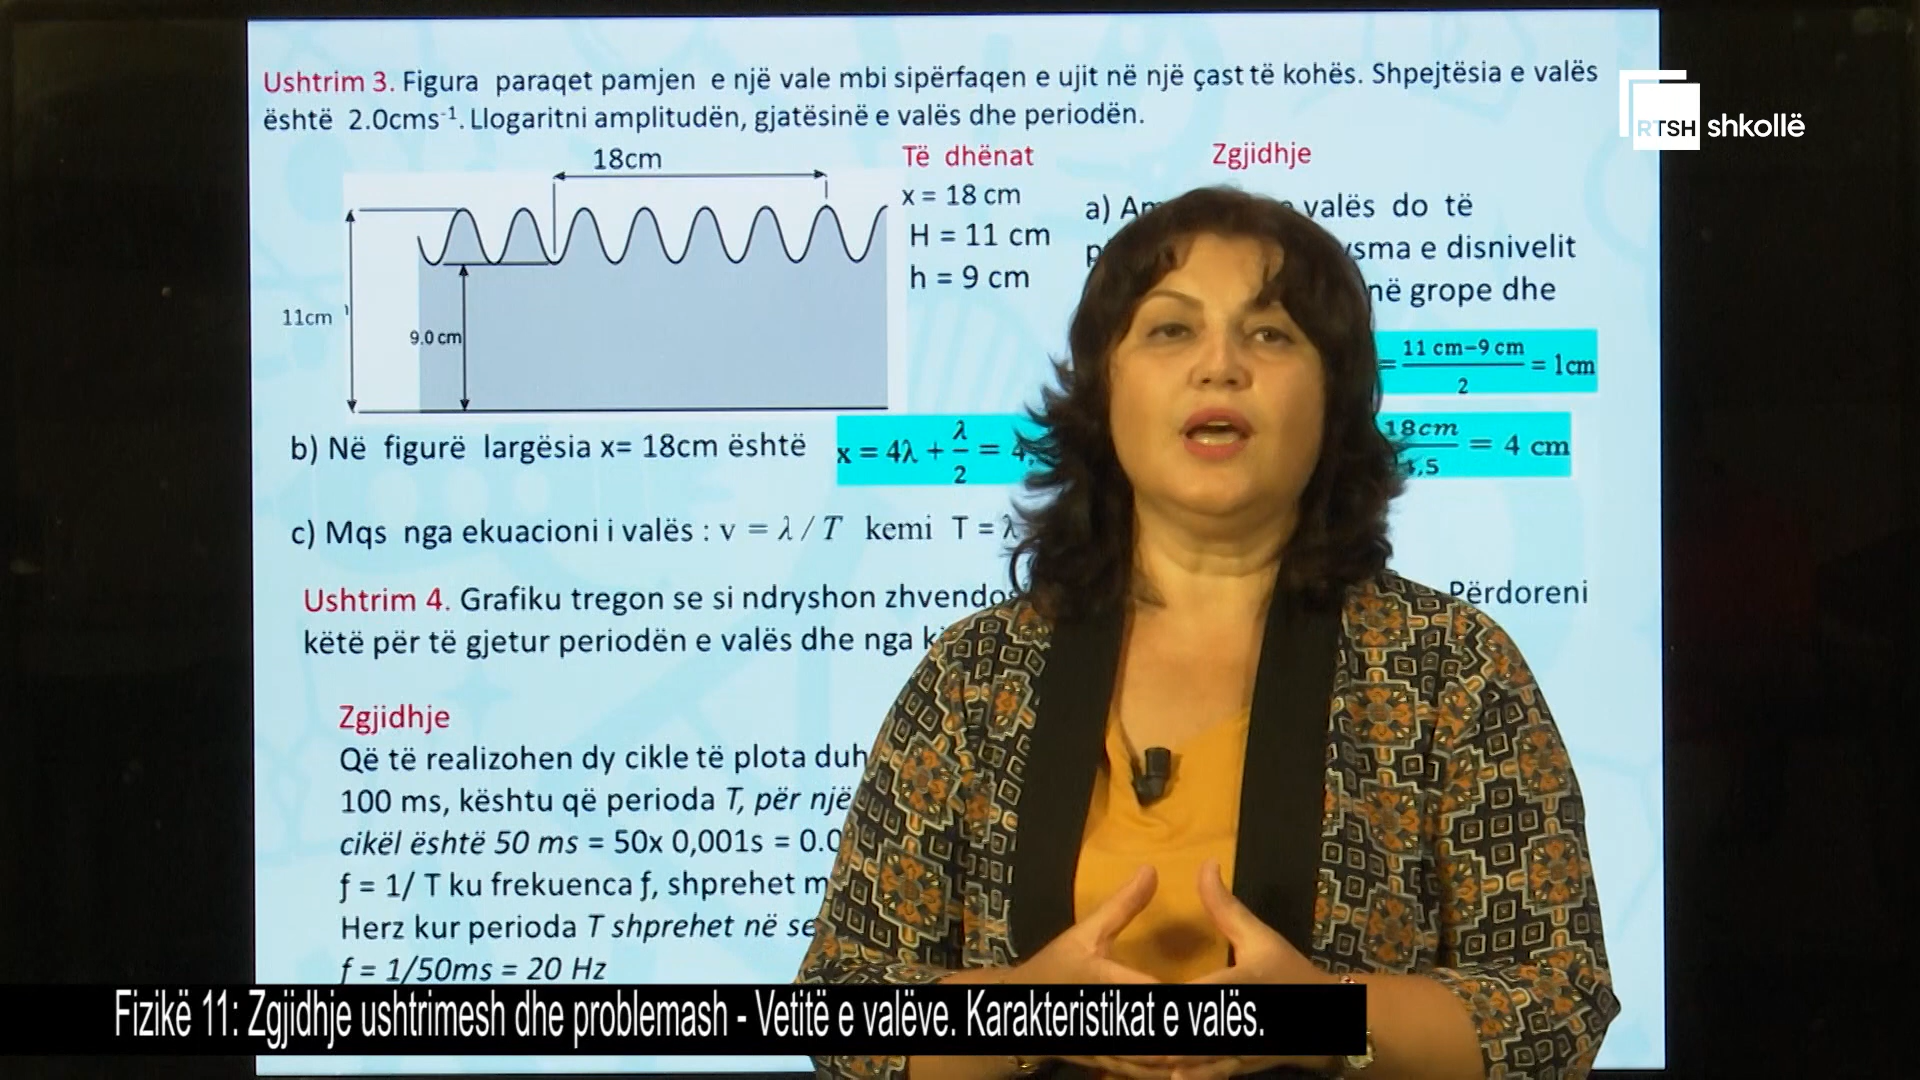 Ushtrim 3. Figura paraqet pamjen e një vale mbi sipërfaqen e ujit në një çast të kohës. Shpejtësia e valës
është 2.0cms⁻¹. Llogaritni amplitudën, gjatësinë e valës dhe periodën.
RTSH shkollë
18cm
11cm
9.0 cm
Të dhënat
x = 18 cm
H = 11 cm
h = 9 cm
Zgjidhje
a) valës do të
e disnivelit
në grope dhe
= (11 cm−9 cm)/2 = 1cm
b) Në figurë largësia x= 18cm është x = 4λ + λ/2 = 4, 18cm/ ,5 = 4 cm
c) Mqs nga ekuacioni i valës : v = λ / T kemi T = λ
Ushtrim 4. Grafiku tregon se si ndryshon Përdoreni
këtë për të gjetur periodën e valës dhe nga
Zgjidhje
Që të realizohen dy cikle të plota
100 ms, kështu që perioda T, për një
cikël është 50 ms = 50x 0,001s = 0.0
ƒ = 1/ T ku frekuenca ƒ, shprehet
Herz kur perioda T shprehet në
ƒ = 1/50ms = 20 Hz
Fizikë 11: Zgjidhje ushtrimesh dhe problemash - Vetitë e valëve. Karakteristikat e valës.